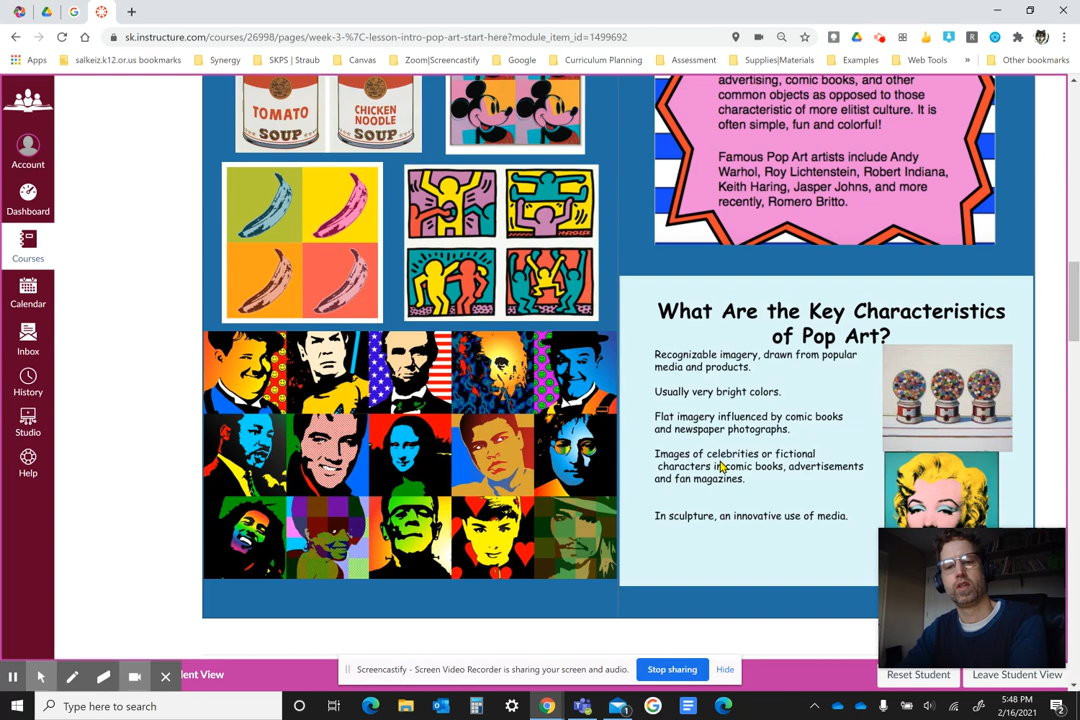 sk.instructure.com/courses/26998/pages/week-3-%7C-lesson-intro-pop-art-start-here?module_item_id=1499692
Apps
salkeiz.k12.or.us bookmarks
Synergy
SKPS | Straub
Canvas
Zoom|Screencastify
Google
Curriculum Planning
Assessment
Supplies|Materials
Examples
Web Tools
»
Other bookmarks
Account
Dashboard
Courses
Calendar
Inbox
History
Studio
Help
TOMATO
SOUP
CHICKEN
NOODLE
SOUP
advertising, comic books, and other
common objects as opposed to those
characteristic of more elitist culture. It is
often simple, fun and colorful!
Famous Pop Art artists include Andy
Warhol, Roy Lichtenstein, Robert Indiana,
Keith Haring, Jasper Johns, and more
recently, Romero Britto.
What Are the Key Characteristics
of Pop Art?
Recognizable imagery, drawn from popular
media and products.
Usually very bright colors.
Flat imagery influenced by comic books
and newspaper photographs.
Images of celebrities or fictional
characters in comic books, advertisements
and fan magazines.
In sculpture, an innovative use of media.
dent View
Screencastify - Screen Video Recorder is sharing your screen and audio.
Stop sharing
Hide
Reset Student
Leave Student View
Type here to search
5:48 PM
2/16/2021